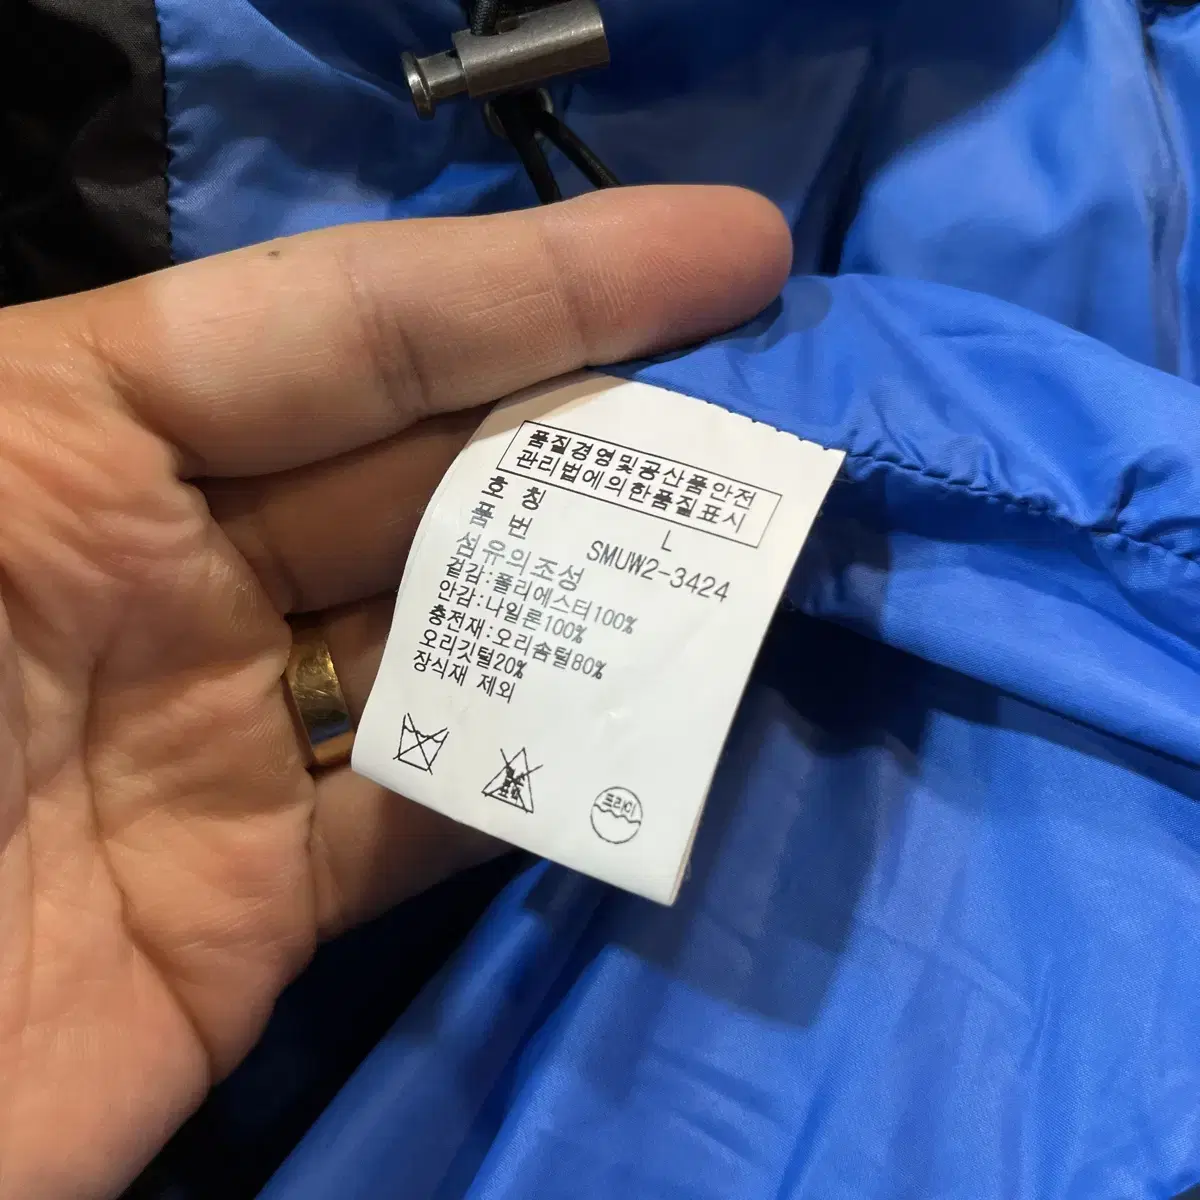 품질경영및공산품안전
관리법에의한품질표시
호 칭 L
품 번 SMUW2-3424
섬유의조성
겉감:폴리에스터100%
안감:나일론100%
충전재:오리솜털80%
오리깃털20%
장식재 제외
드라이